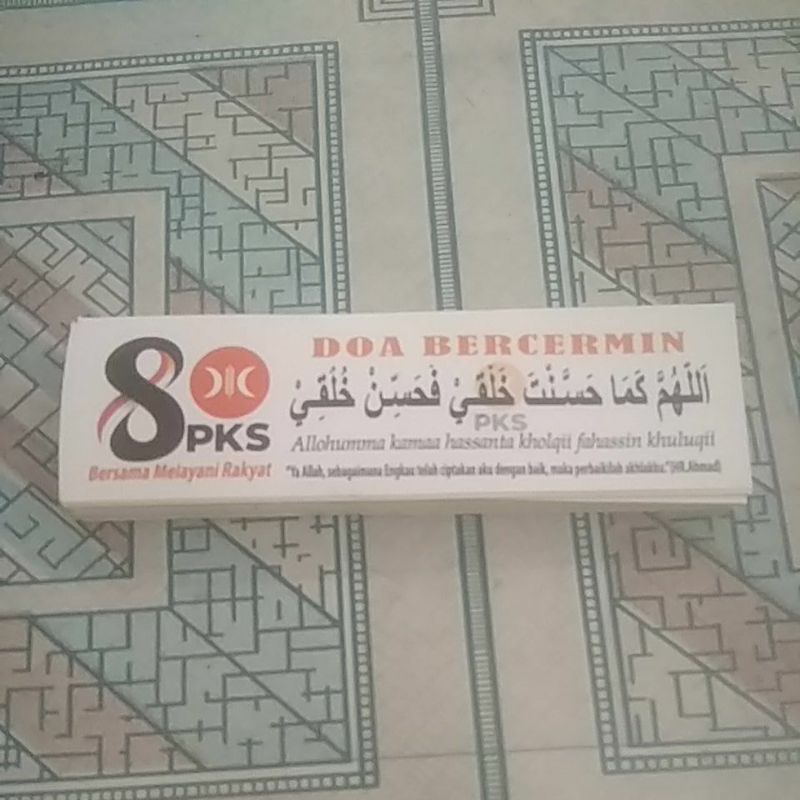 8
PKS
Bersama Melayani Rakyat
DOA BERCERMIN
اَللّٰهُمَّ كَمَا حَسَّنْتَ خَلْقِيْ فَحَسِّنْ خُلُقِيْ
PKS
Allohumma kamaa hassanta kholqii fahassin khuluqii
"Ya Allah, sebagaimana Engkau telah ciptakan aku dengan baik, maka perbaikilah akhlakku."(HR.Ahmad)